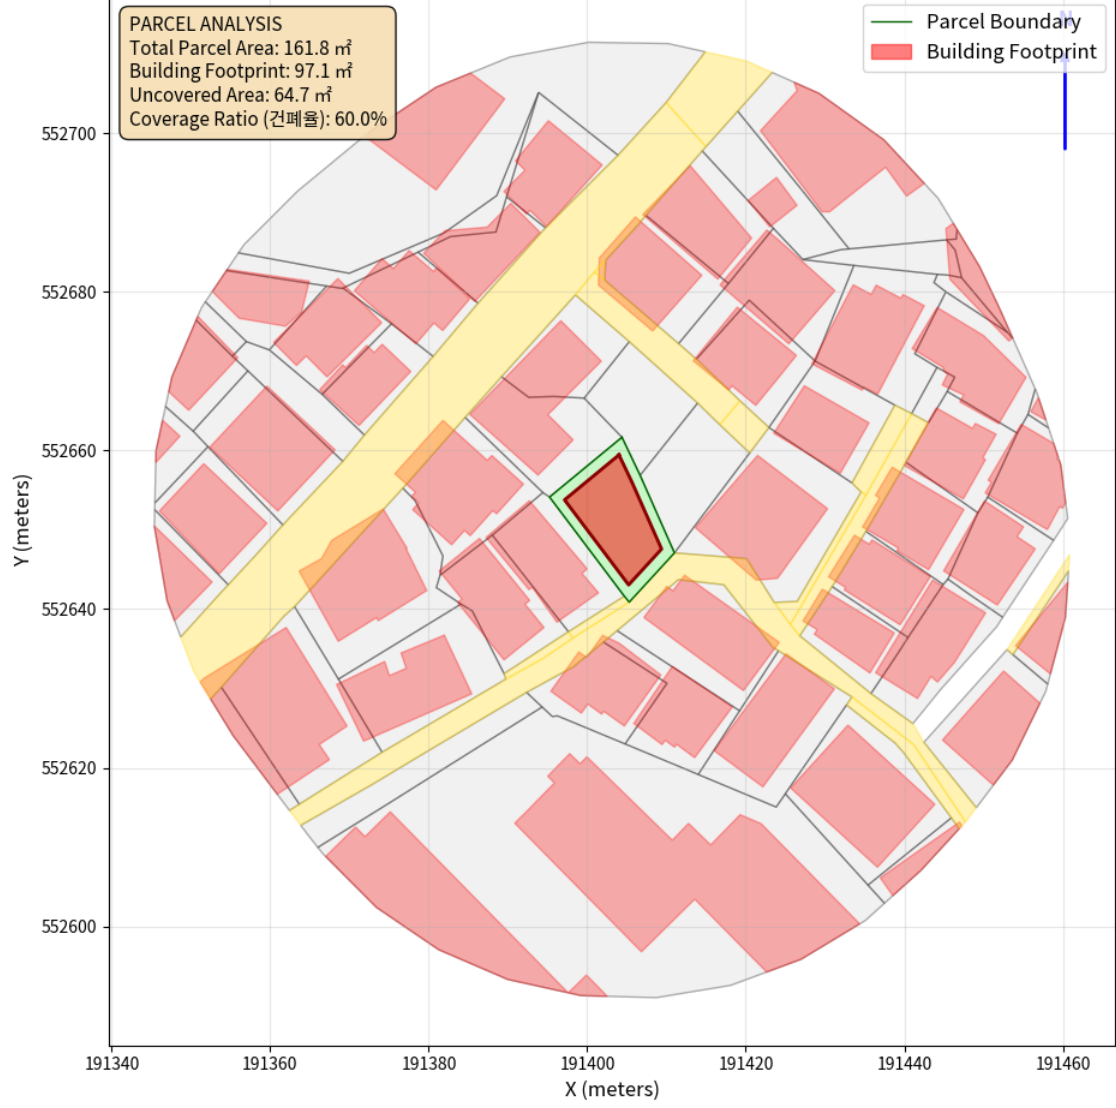 PARCEL ANALYSIS
Total Parcel Area: 161.8 ㎡
Building Footprint: 97.1 ㎡
Uncovered Area: 64.7 ㎡
Coverage Ratio (건폐율): 60.0%
Parcel Boundary
Building Footprint
N
552700
552680
552660
552640
552620
552600
Y (meters)
191340
191360
191380
191400
191420
191440
191460
X (meters)